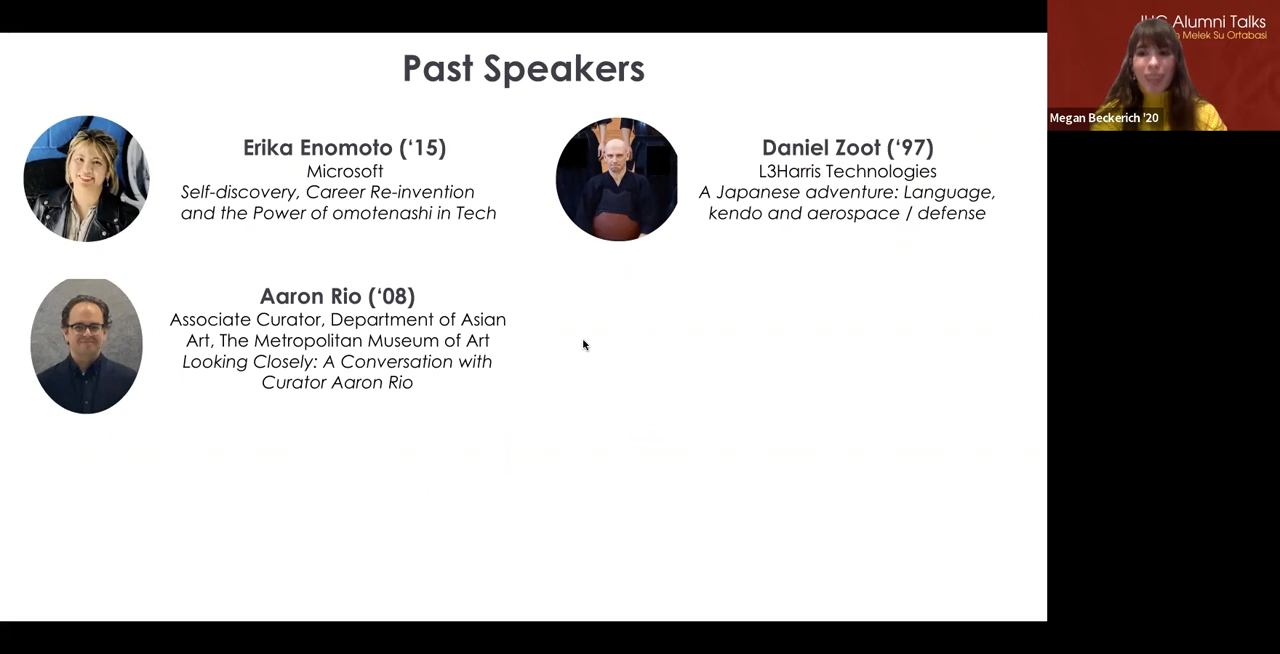 Past Speakers
Erika Enomoto (‘15)
Microsoft
Self-discovery, Career Re-invention
and the Power of omotenashi in Tech
Daniel Zoot (‘97)
L3Harris Technologies
A Japanese adventure: Language,
kendo and aerospace / defense
Aaron Rio (‘08)
Associate Curator, Department of Asian
Art, The Metropolitan Museum of Art
Looking Closely: A Conversation with
Curator Aaron Rio
Alumni Talks
Melek Su Ortabasi
Megan Beckerich '20